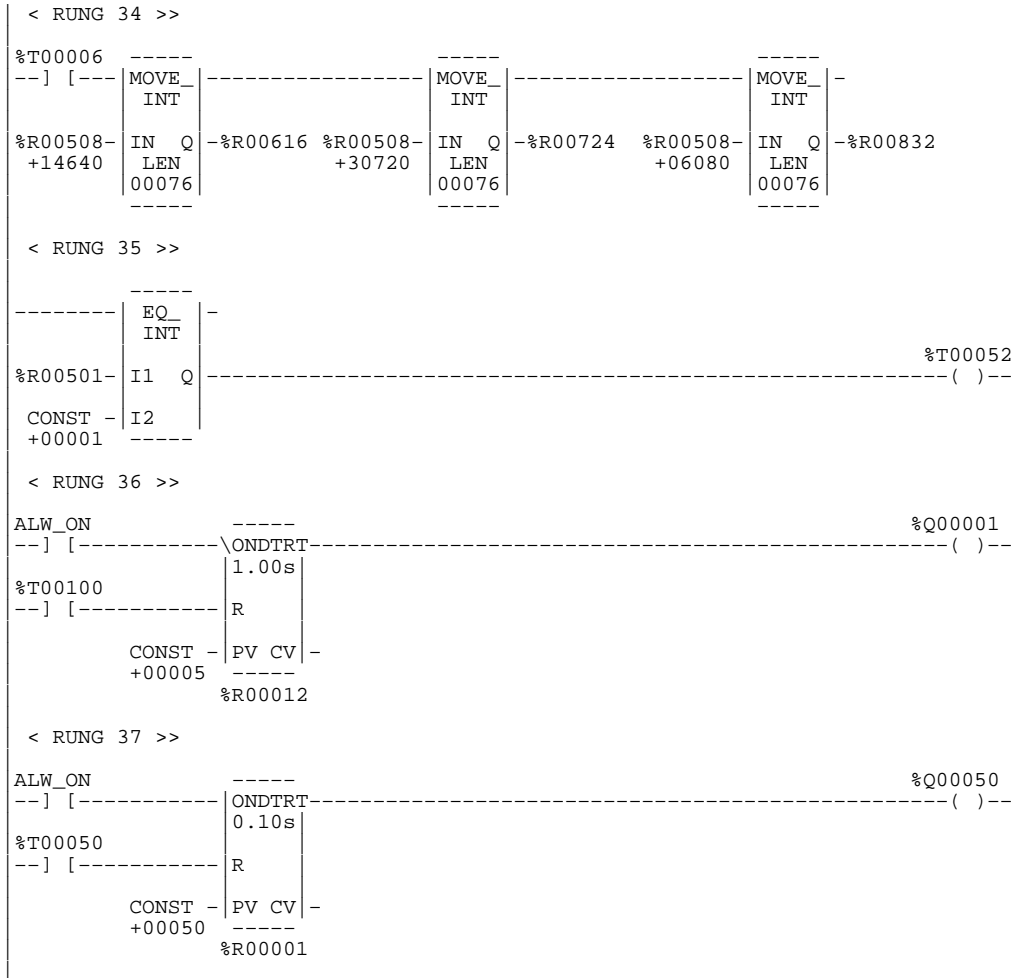 < RUNG 34 >>
%T00006 ----- ----- -----
--] [---|MOVE_|-----------------|MOVE_|------------------|MOVE_|-
INT INT INT
%R00508-|IN Q|-%R00616 %R00508-|IN Q|-%R00724 %R00508-|IN Q|-%R00832
+14640 LEN +30720 LEN +06080 LEN
|00076| |00076| |00076|
----- ----- -----
< RUNG 35 >>
-----
--------| EQ_ |-
INT
%T00052
%R00501-|I1 Q|-----------------------------------------------------------( )--
CONST -|I2
+00001 -----
< RUNG 36 >>
ALW_ON ----- %Q00001
--] [-----------\ONDTRT---------------------------------------------------( )--
|1.00s|
%T00100
--] [-----------|R
CONST -|PV CV|-
+00005 -----
%R00012
< RUNG 37 >>
ALW_ON ----- %Q00050
--] [-----------|ONDTRT---------------------------------------------------( )--
|0.10s|
%T00050
--] [-----------|R
CONST -|PV CV|-
+00050 -----
%R00001